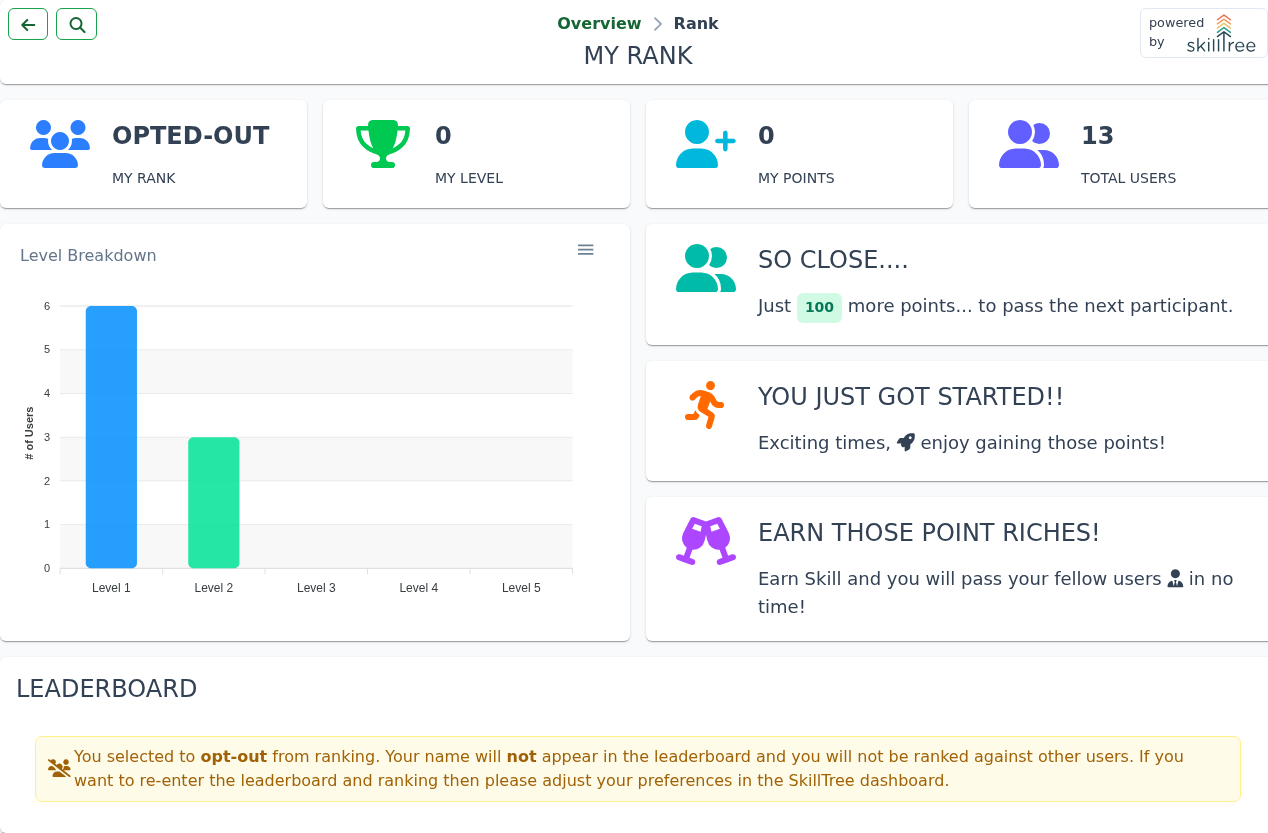 Overview Rank
MY RANK
powered
by skilltree
OPTED-OUT
MY RANK
0
MY LEVEL
0
MY POINTS
13
TOTAL USERS
Level Breakdown
6
5
4
3
2
1
0
# of Users
Level 1 Level 2 Level 3 Level 4 Level 5
SO CLOSE....
Just 100 more points... to pass the next participant.
YOU JUST GOT STARTED!!
Exciting times, enjoy gaining those points!
EARN THOSE POINT RICHES!
Earn Skill and you will pass your fellow users in no
time!
LEADERBOARD
You selected to opt-out from ranking. Your name will not appear in the leaderboard and you will not be ranked against other users. If you
want to re-enter the leaderboard and ranking then please adjust your preferences in the SkillTree dashboard.